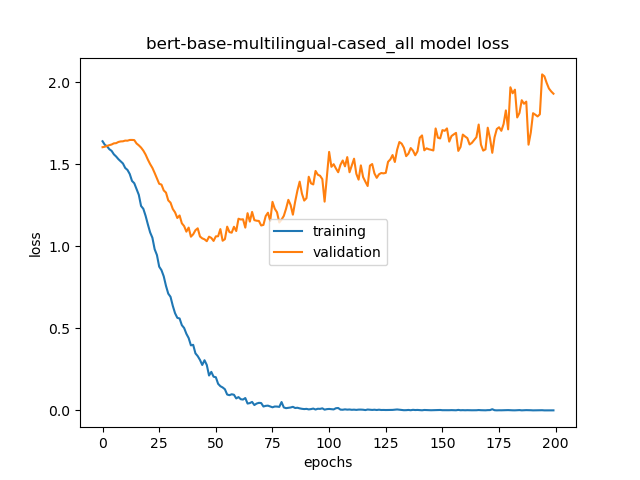 bert-base-multilingual-cased_all model loss
2.0
1.5
1.0
0.5
0.0
loss
training
validation
0 25 50 75 100 125 150 175 200
epochs